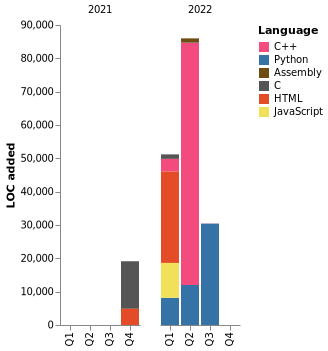 2021
2022
LOC added
90,000
80,000
70,000
60,000
50,000
40,000
30,000
20,000
10,000
0
Q1
Q2
Q3
Q4
Q1
Q2
Q3
Q4
Language
C++
Python
Assembly
C
HTML
JavaScript